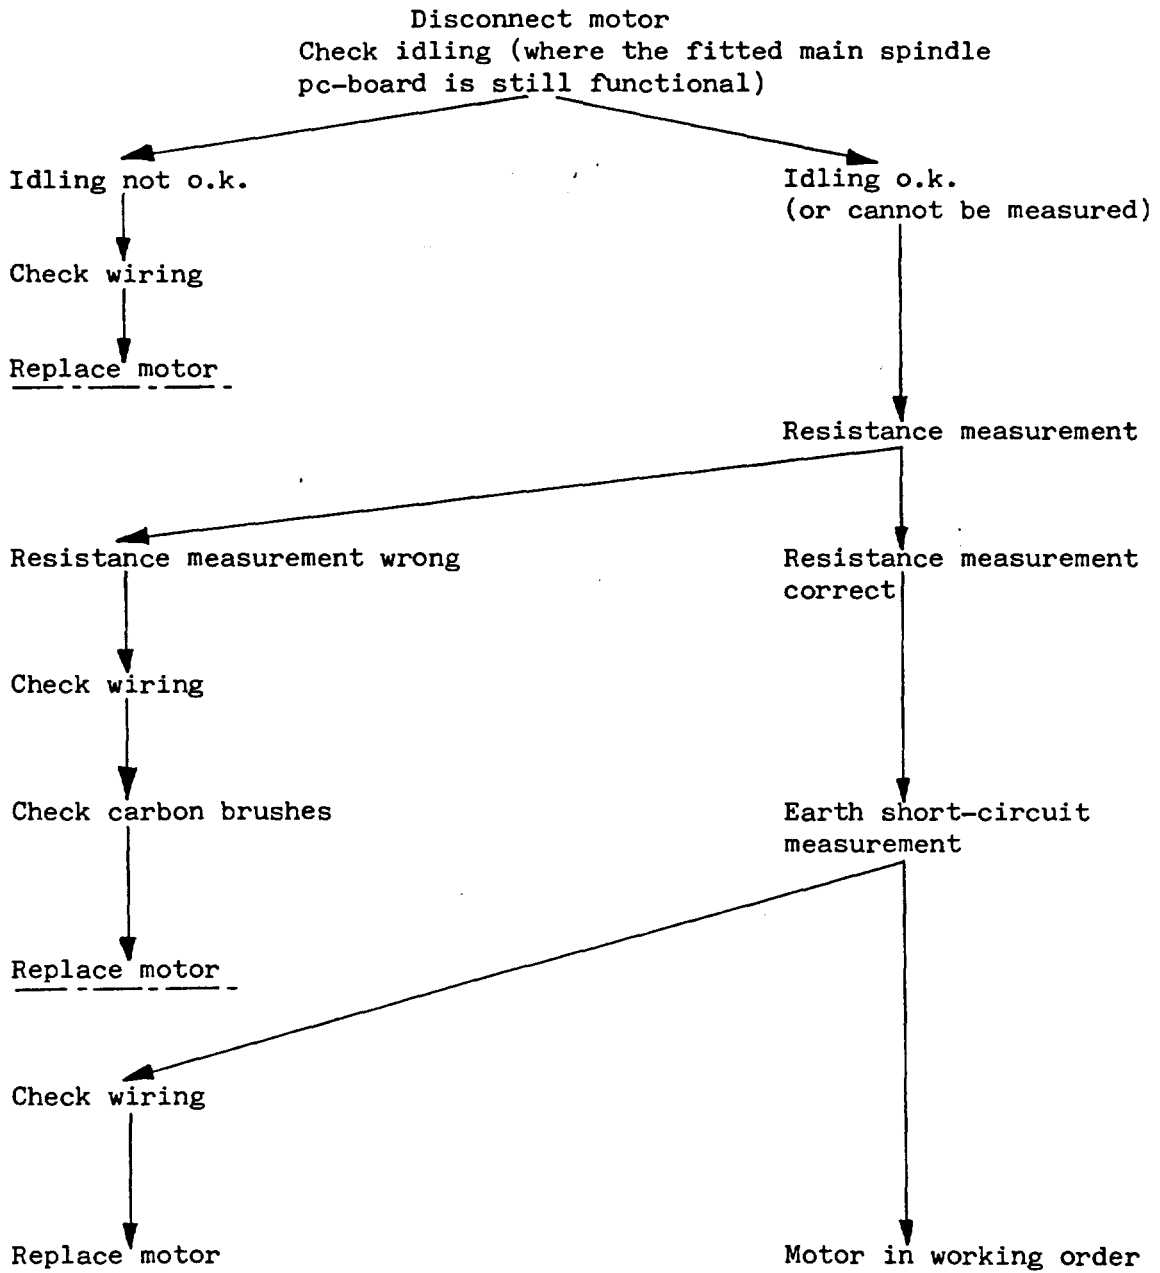 Disconnect motor
Check idling (where the fitted main spindle
pc-board is still functional)
Idling not o.k.
Idling o.k.
(or cannot be measured)
Check wiring
Replace motor
Resistance measurement
Resistance measurement wrong
Resistance measurement
correct
Check wiring
Check carbon brushes
Earth short-circuit
measurement
Replace motor
Check wiring
Replace motor
Motor in working order